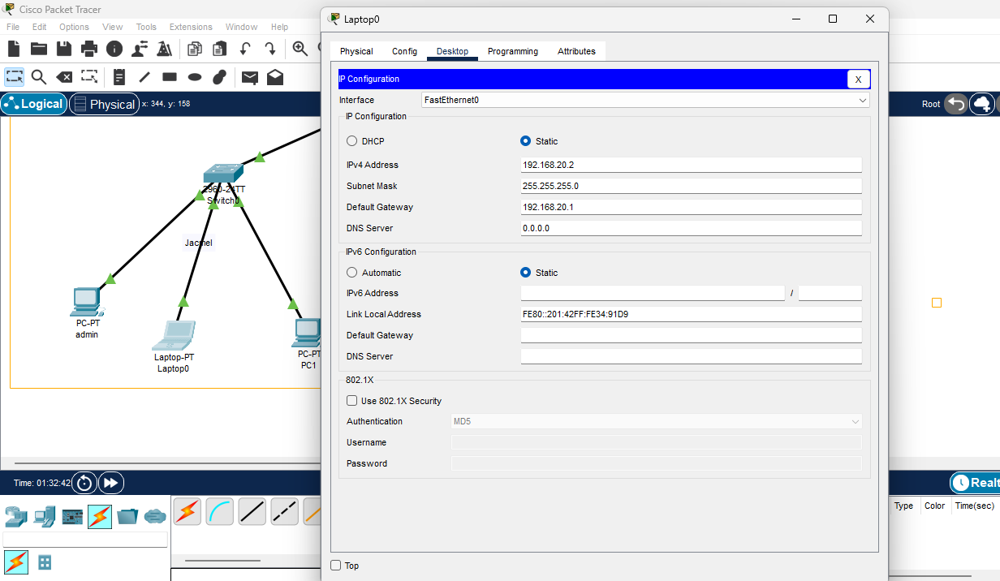 Cisco Packet Tracer
File Edit Options View Tools Extensions Window Help
Logical Physical x: 344, y: 158
Root
2960-24TT
Switch0
Jacmel
PC-PT
admin
Laptop-PT
Laptop0
PC-PT
PC1
Time: 01:32:42
Realt
Type Color Time(sec)
Laptop0
Physical Config Desktop Programming Attributes
IP Configuration X
Interface FastEthernet0
IP Configuration
DHCP Static
IPv4 Address 192.168.20.2
Subnet Mask 255.255.255.0
Default Gateway 192.168.20.1
DNS Server 0.0.0.0
IPv6 Configuration
Automatic Static
IPv6 Address /
Link Local Address FE80::201:42FF:FE34:91D9
Default Gateway
DNS Server
802.1X
Use 802.1X Security
Authentication MD5
Username
Password
Top